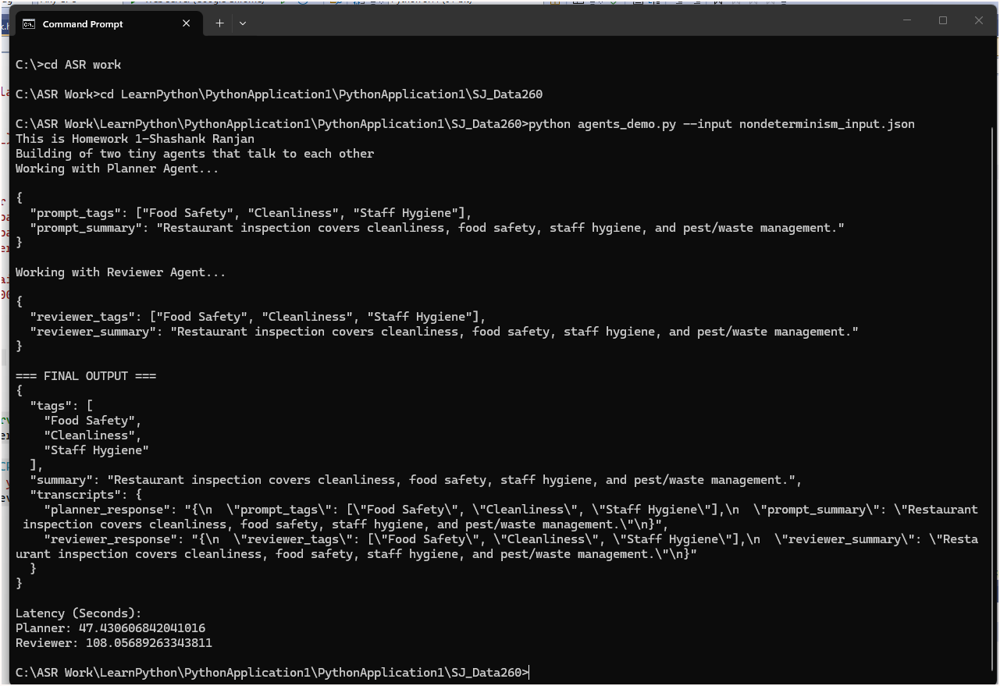 Command Prompt
C:\>cd ASR work
C:\ASR Work>cd LearnPython\PythonApplication1\PythonApplication1\SJ_Data260
C:\ASR Work\LearnPython\PythonApplication1\PythonApplication1\SJ_Data260>python agents_demo.py --input nondeterminism_input.json
This is Homework 1-Shashank Ranjan
Building of two tiny agents that talk to each other
Working with Planner Agent...
{
  "prompt_tags": ["Food Safety", "Cleanliness", "Staff Hygiene"],
  "prompt_summary": "Restaurant inspection covers cleanliness, food safety, staff hygiene, and pest/waste management."
}
Working with Reviewer Agent...
{
  "reviewer_tags": ["Food Safety", "Cleanliness", "Staff Hygiene"],
  "reviewer_summary": "Restaurant inspection covers cleanliness, food safety, staff hygiene, and pest/waste management."
}
=== FINAL OUTPUT ===
{
  "tags": [
    "Food Safety",
    "Cleanliness",
    "Staff Hygiene"
  ],
  "summary": "Restaurant inspection covers cleanliness, food safety, staff hygiene, and pest/waste management.",
  "transcripts": {
    "planner_response": "{\n  \"prompt_tags\": [\"Food Safety\", \"Cleanliness\", \"Staff Hygiene\"],\n  \"prompt_summary\": \"Restaurant
 inspection covers cleanliness, food safety, staff hygiene, and pest/waste management.\"\n}",
    "reviewer_response": "{\n  \"reviewer_tags\": [\"Food Safety\", \"Cleanliness\", \"Staff Hygiene\"],\n  \"reviewer_summary\": \"Resta
urant inspection covers cleanliness, food safety, staff hygiene, and pest/waste management.\"\n}"
  }
}
Latency (Seconds):
Planner: 47.430606842041016
Reviewer: 108.05689263343811
C:\ASR Work\LearnPython\PythonApplication1\PythonApplication1\SJ_Data260>